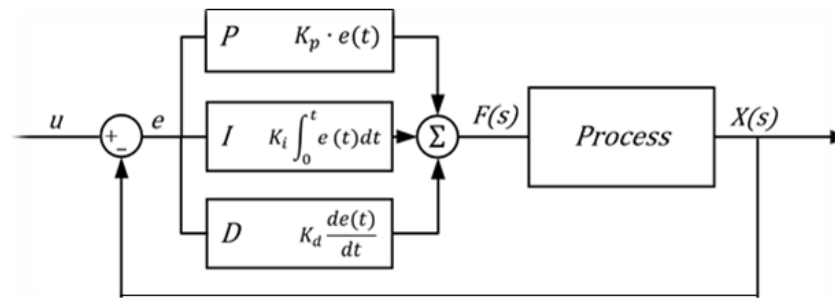 P K_p · e(t)
u
+
−
e
I K_i ∫_0^t e (t)dt
Σ
F(s)
Process
X(s)
D K_d de(t)/dt